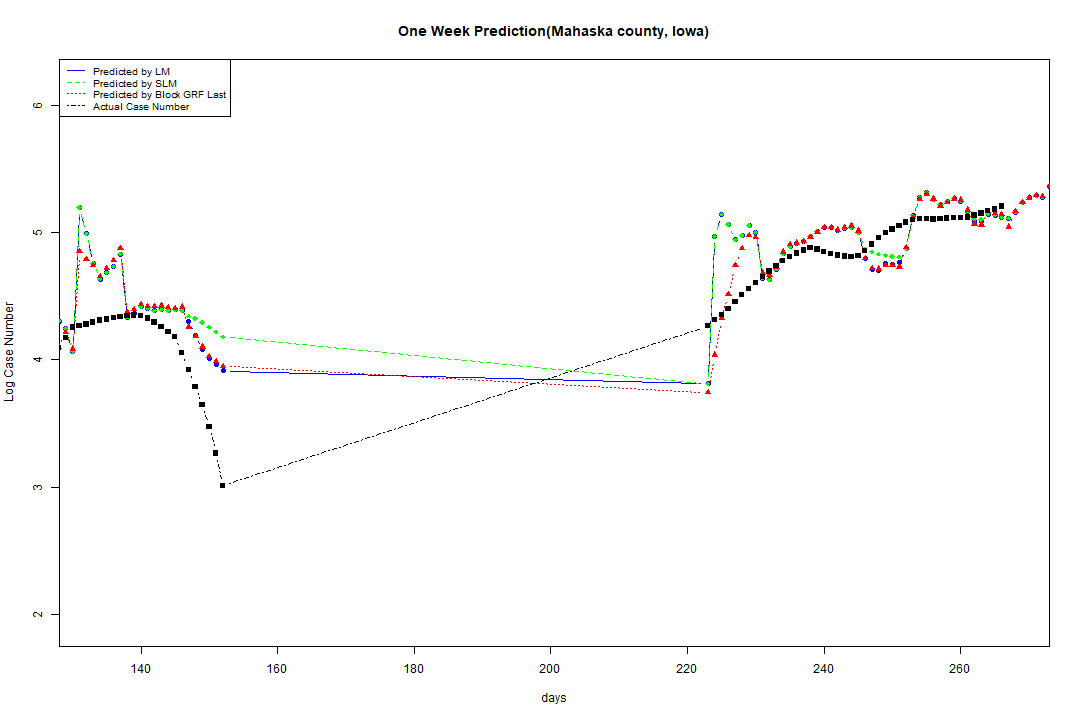 One Week Prediction(Mahaska county, Iowa)
Predicted by LM
Predicted by SLM
Predicted by Block GRF Last
Actual Case Number
Log Case Number
6
5
4
3
2
140 160 180 200 220 240 260
days